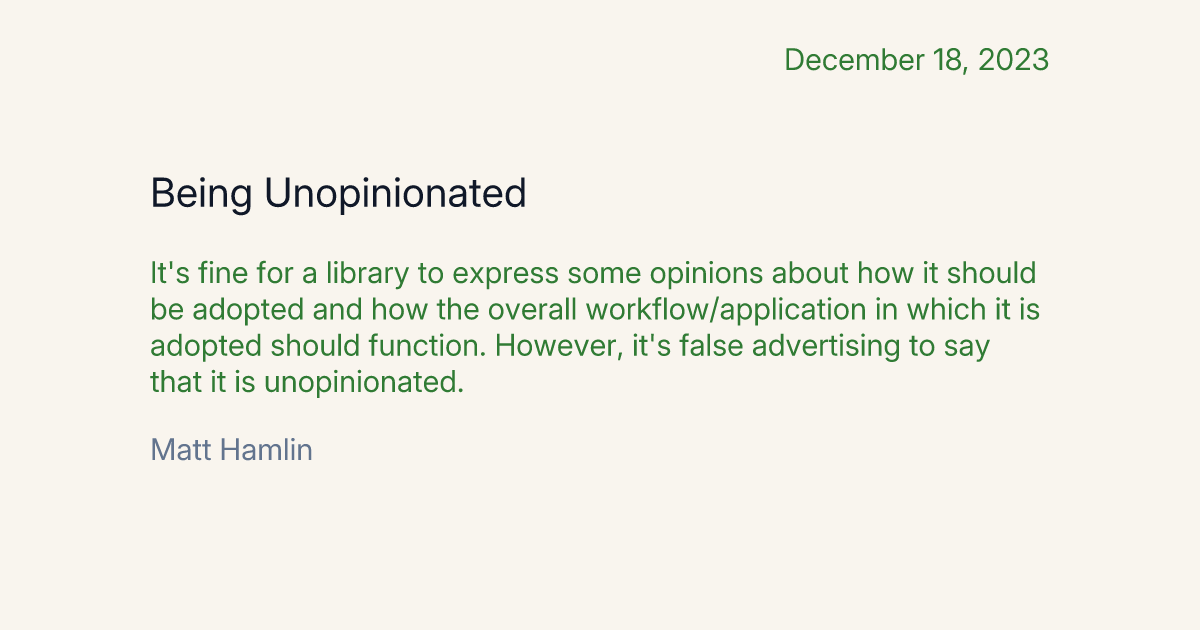 December 18, 2023
Being Unopinionated
It's fine for a library to express some opinions about how it should
be adopted and how the overall workflow/application in which it is
adopted should function. However, it's false advertising to say
that it is unopinionated.
Matt Hamlin